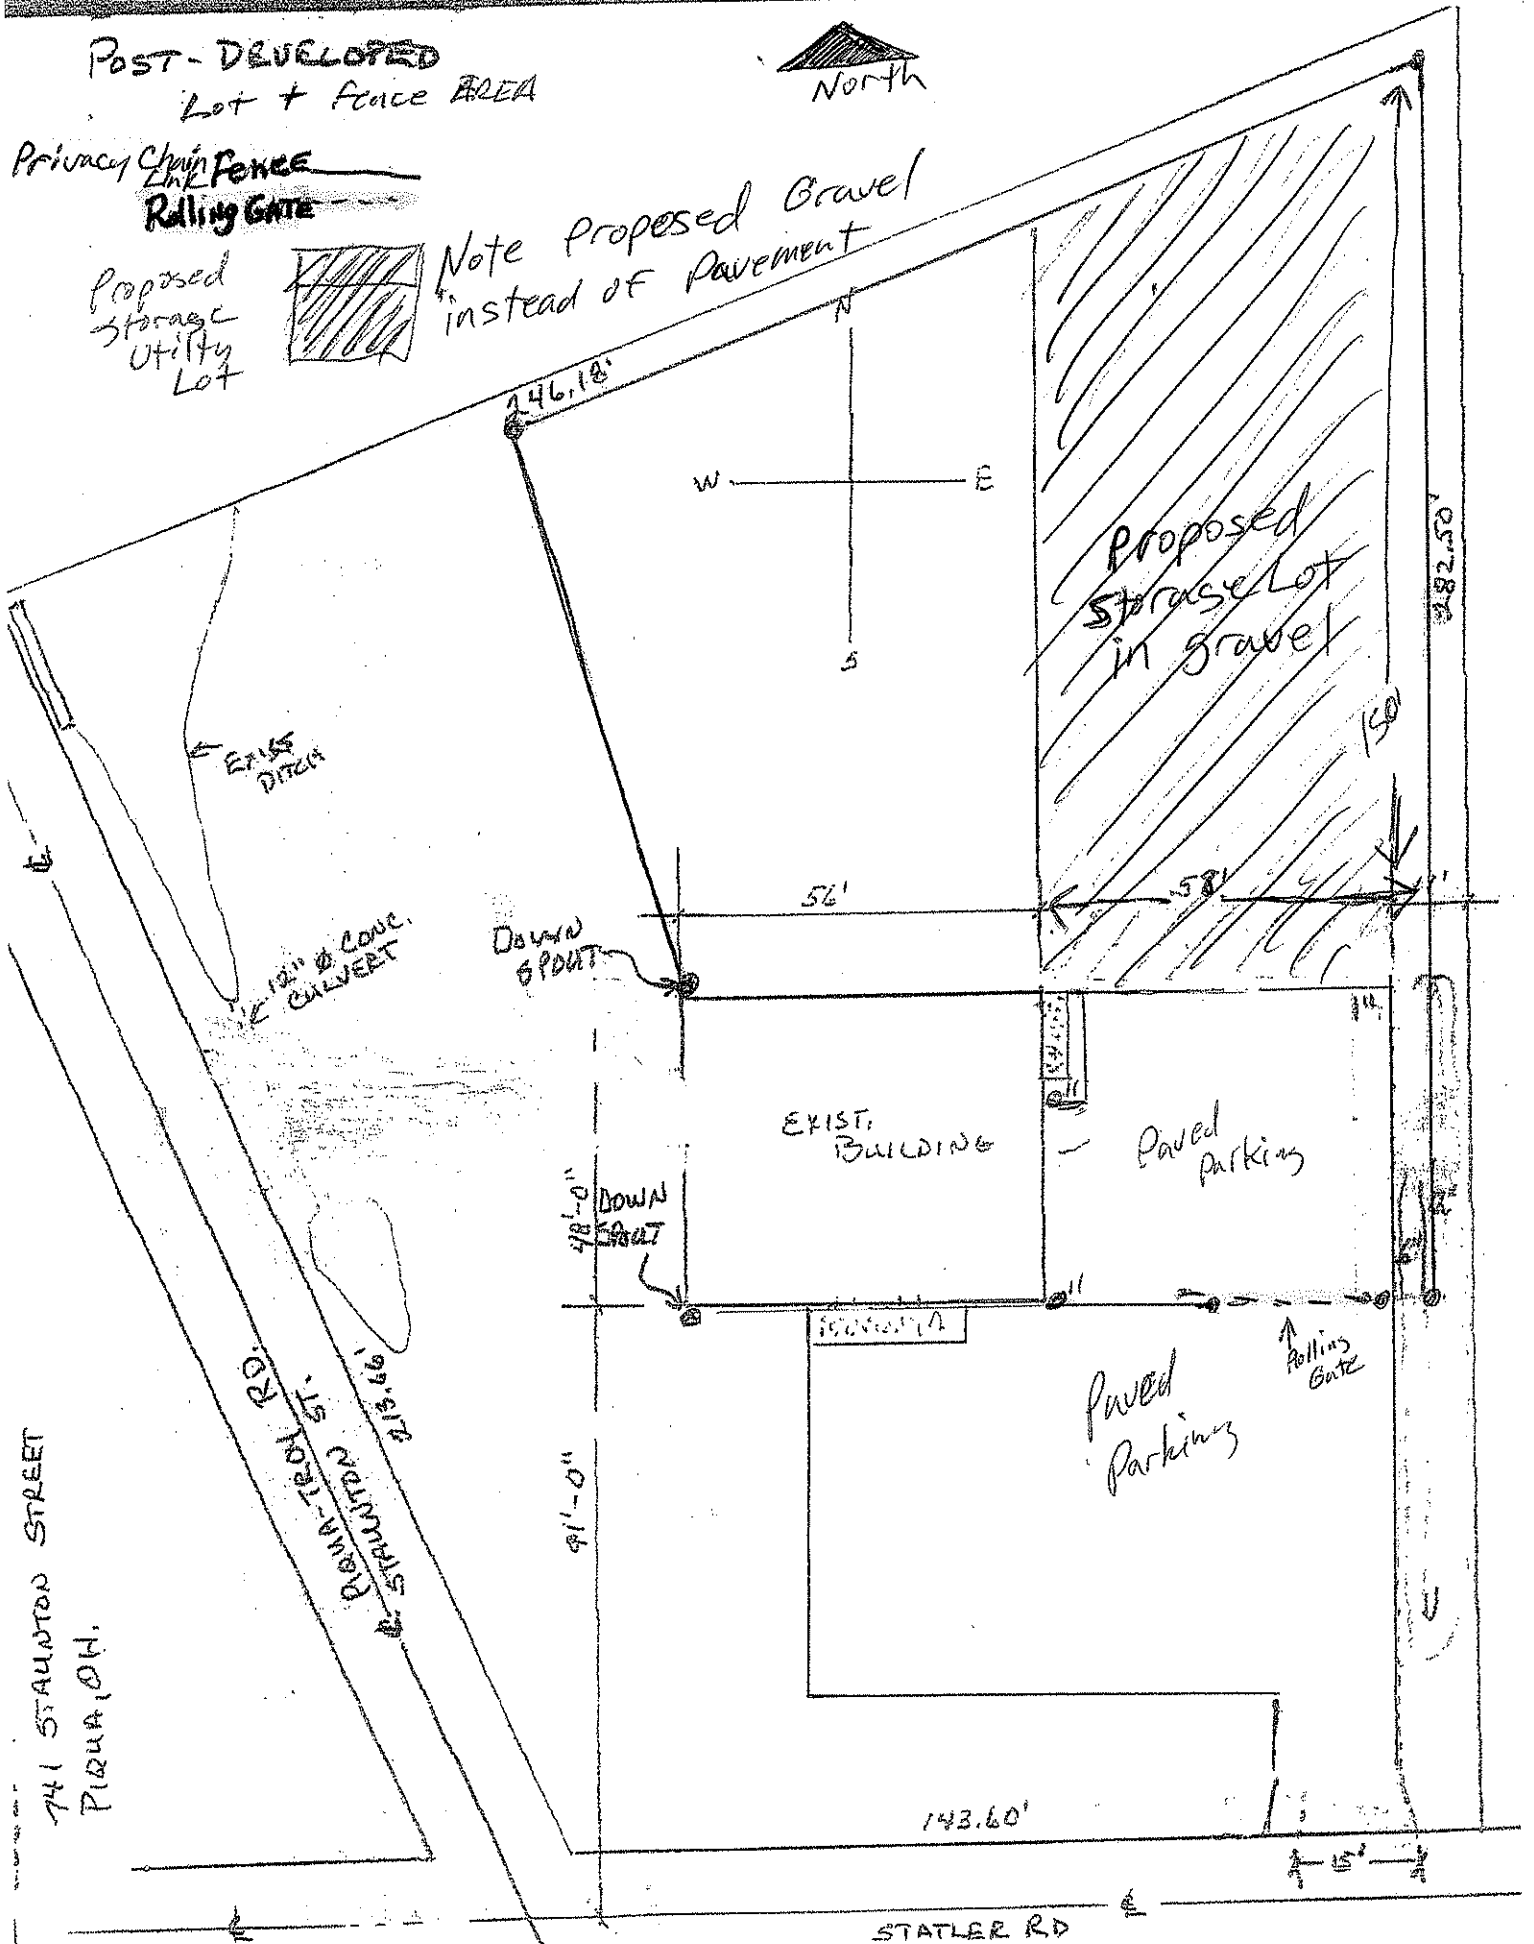 POST-DEVELOPED
Lot + fence AREA
North
Privacy Chain Link Fence
Rolling GATE
Proposed
Storage
Utility
Lot
Note Proposed Gravel
instead of Pavement
246.18'
N
W
E
S
Proposed
Storage Lot
in gravel
282.50'
150'
DITCH
56'
58'
12" Ø CONC.
CULVERT
DOWN
SPOUT
EXIST.
BUILDING
Paved
Parking
48'-0"
DOWN
SPOUT
Rolling
Gate
Paved
Parking
PIQUA-TROY RD.
STAUNTON ST.
213.66'
91'-0"
741 STAUNTON STREET
PIQUA, OH.
143.60'
15'
STATLER RD